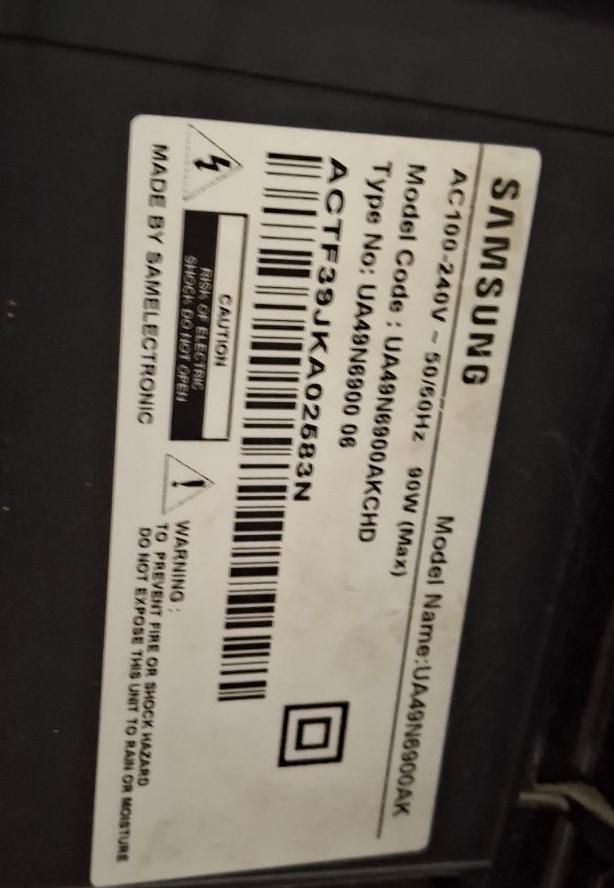 SAMSUNG
Model Name:UA49N6900AK
AC100-240V ~ 50/60Hz 90W (Max)
Model Code : UA49N6900AKCHD
Type No: UA49N6900 06
ACTF39JKA02583N
CAUTION
RISK OF ELECTRIC
SHOCK DO NOT OPEN
WARNING :
TO PREVENT FIRE OR SHOCK HAZARD
DO NOT EXPOSE THIS UNIT TO RAIN OR MOISTURE
MADE BY SAMELECTRONIC